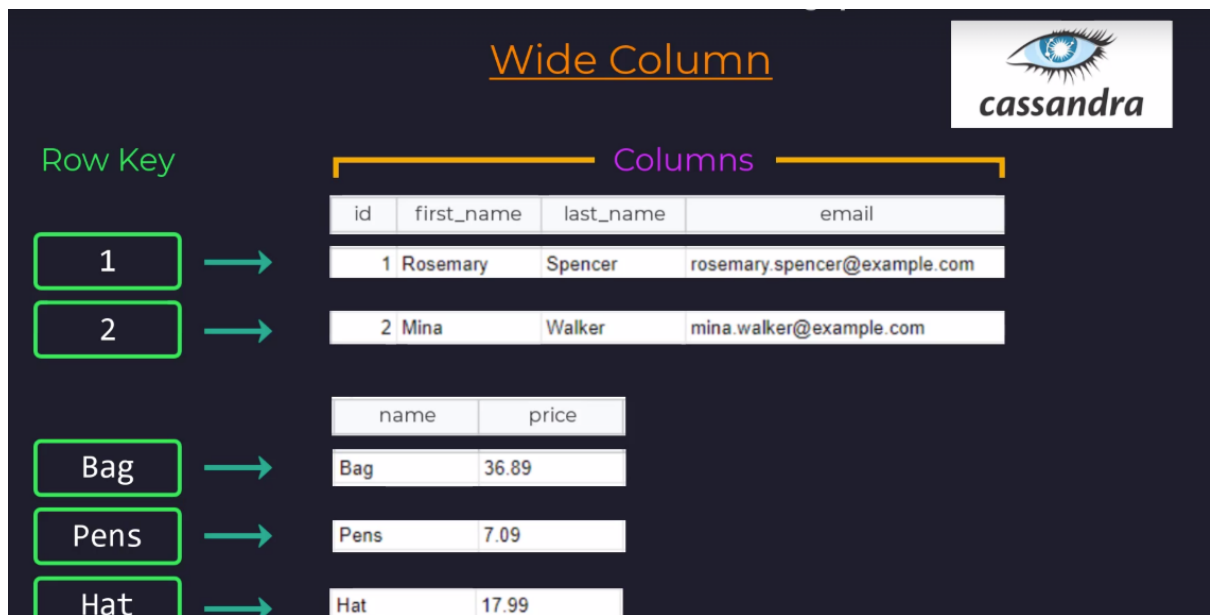 Wide Column
cassandra
Row Key
Columns
id first_name last_name email
1 1 Rosemary Spencer rosemary.spencer@example.com
2 2 Mina Walker mina.walker@example.com
name price
Bag Bag 36.89
Pens Pens 7.09
Hat Hat 17.99